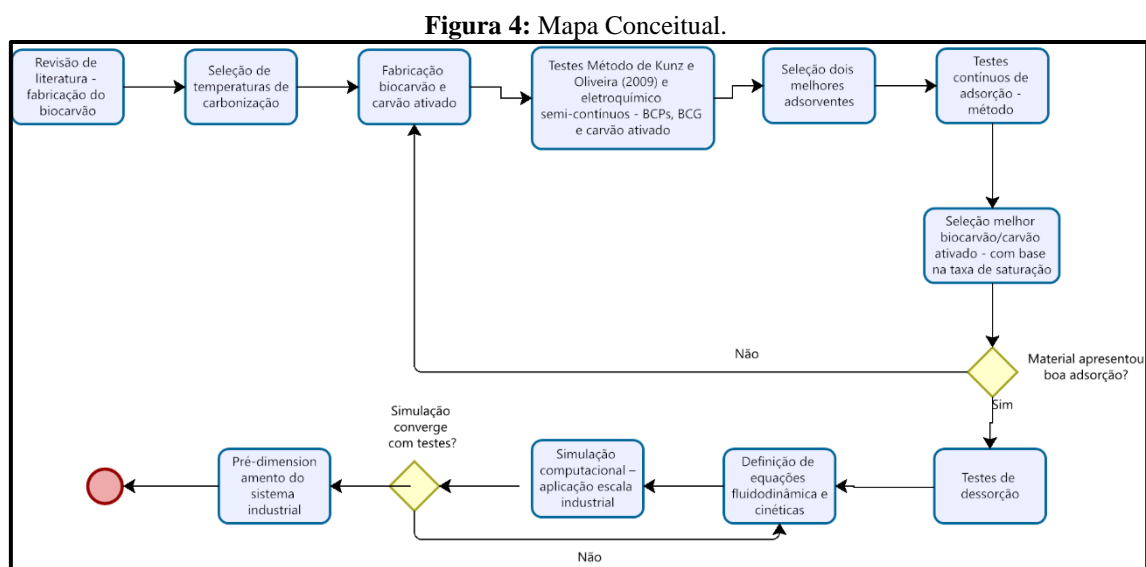 Figura 4: Mapa Conceitual.
Revisão de
literatura -
fabricação do
biocarvão
Seleção de
temperaturas de
carbonização
Fabricação
biocarvão e
carvão ativado
Testes Método de Kunz e
Oliveira (2009) e
eletroquímico
semi-contínuos - BCPs, BCG
e carvão ativado
Seleção dois
melhores
adsorventes
Testes
contínuos de
adsorção -
método
Seleção melhor
biocarvão/carvão
ativado - com base
na taxa de saturação
Não
Material apresentou
boa adsorção?
Sim
Testes de
dessorção
Definição de
equações
fluidodinâmica e
cinéticas
Simulação
computacional –
aplicação escala
industrial
Simulação
converge
com testes?
Não
Pré-dimension
amento do
sistema
industrial